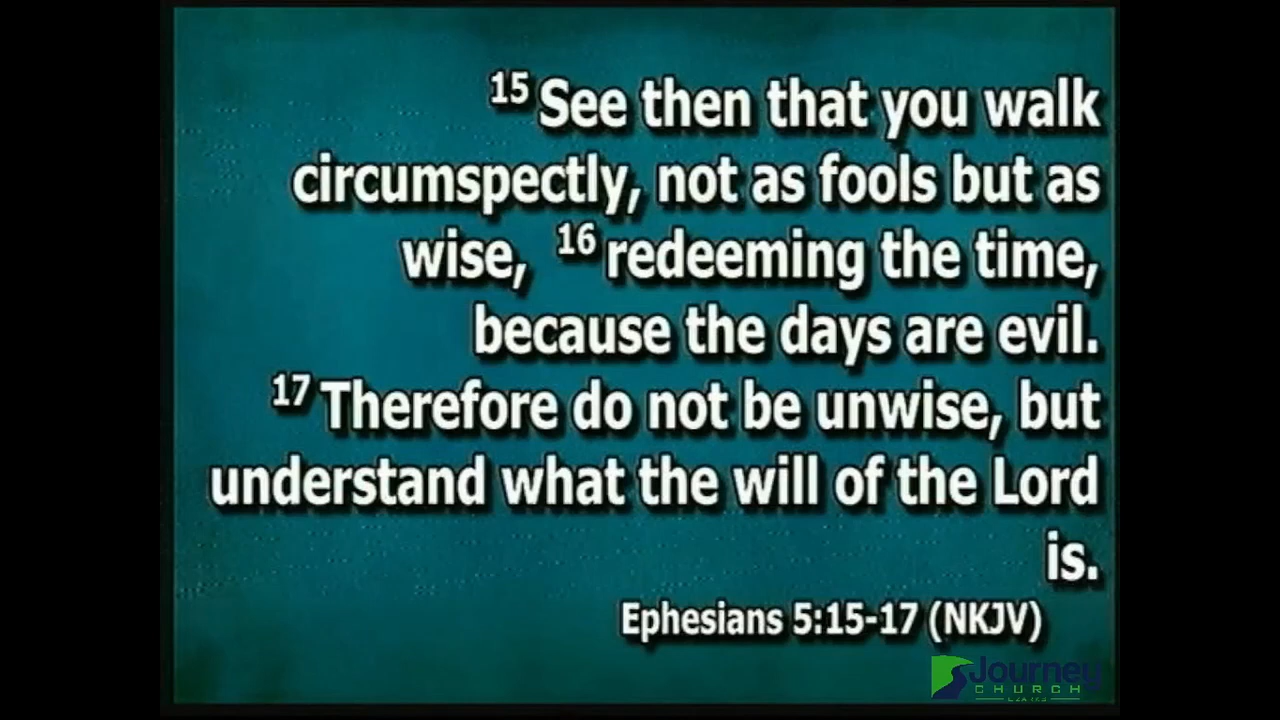 15 See then that you walk
circumspectly, not as fools but as
wise, 16 redeeming the time,
because the days are evil.
17 Therefore do not be unwise, but
understand what the will of the Lord
is.
Ephesians 5:15-17 (NKJV)
Journey
CHURCH